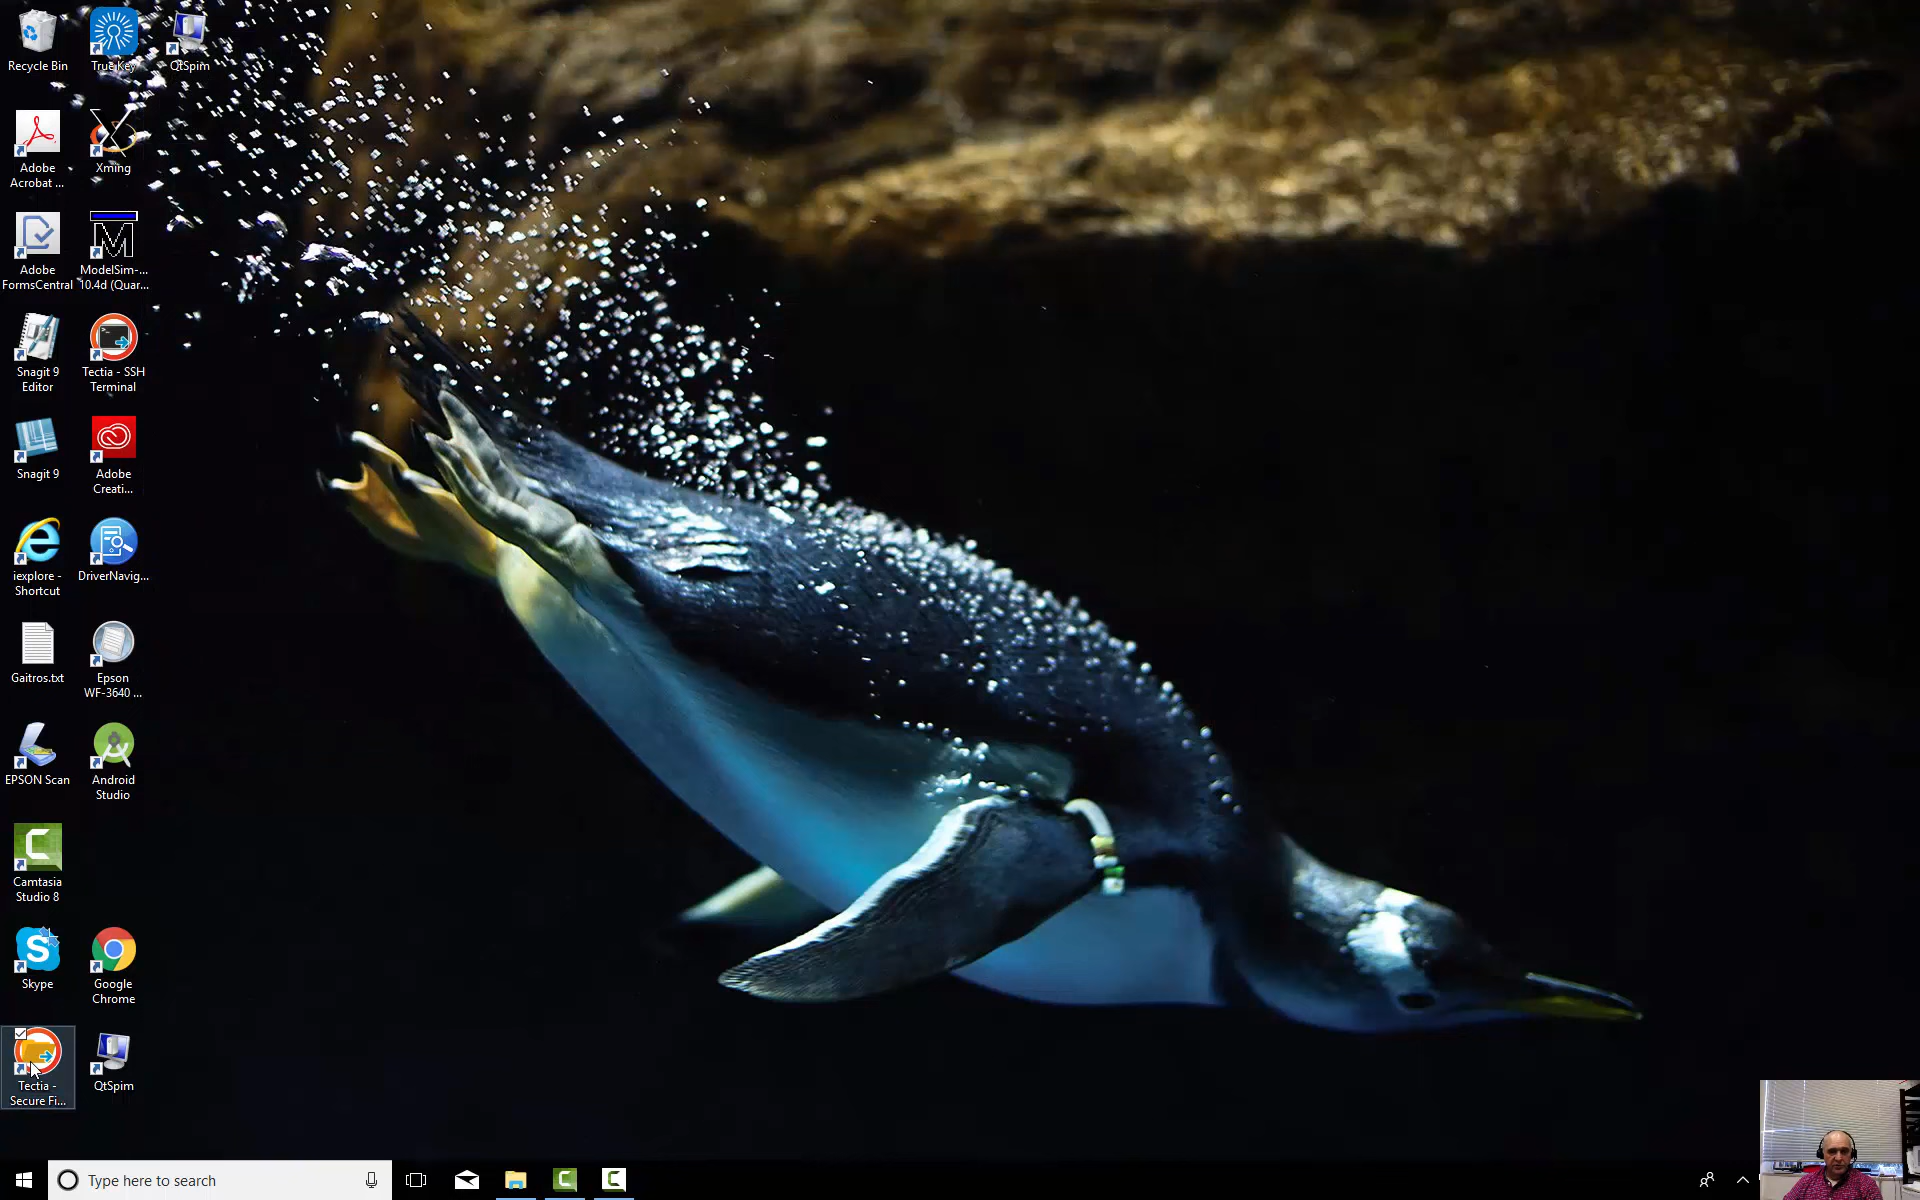 Recycle Bin
True Key
QtSpim
Adobe
Acrobat ...
Xming
Adobe
FormsCentral
ModelSim-...
10.4d (Quar...
Snagit 9
Editor
Tectia - SSH
Terminal
Snagit 9
Adobe
Creati...
iexplore -
Shortcut
DriverNavig...
Gaitros.txt
Epson
WF-3640 ...
EPSON Scan
Android
Studio
Camtasia
Studio 8
Skype
Google
Chrome
Tectia -
Secure Fi...
QtSpim
Type here to search